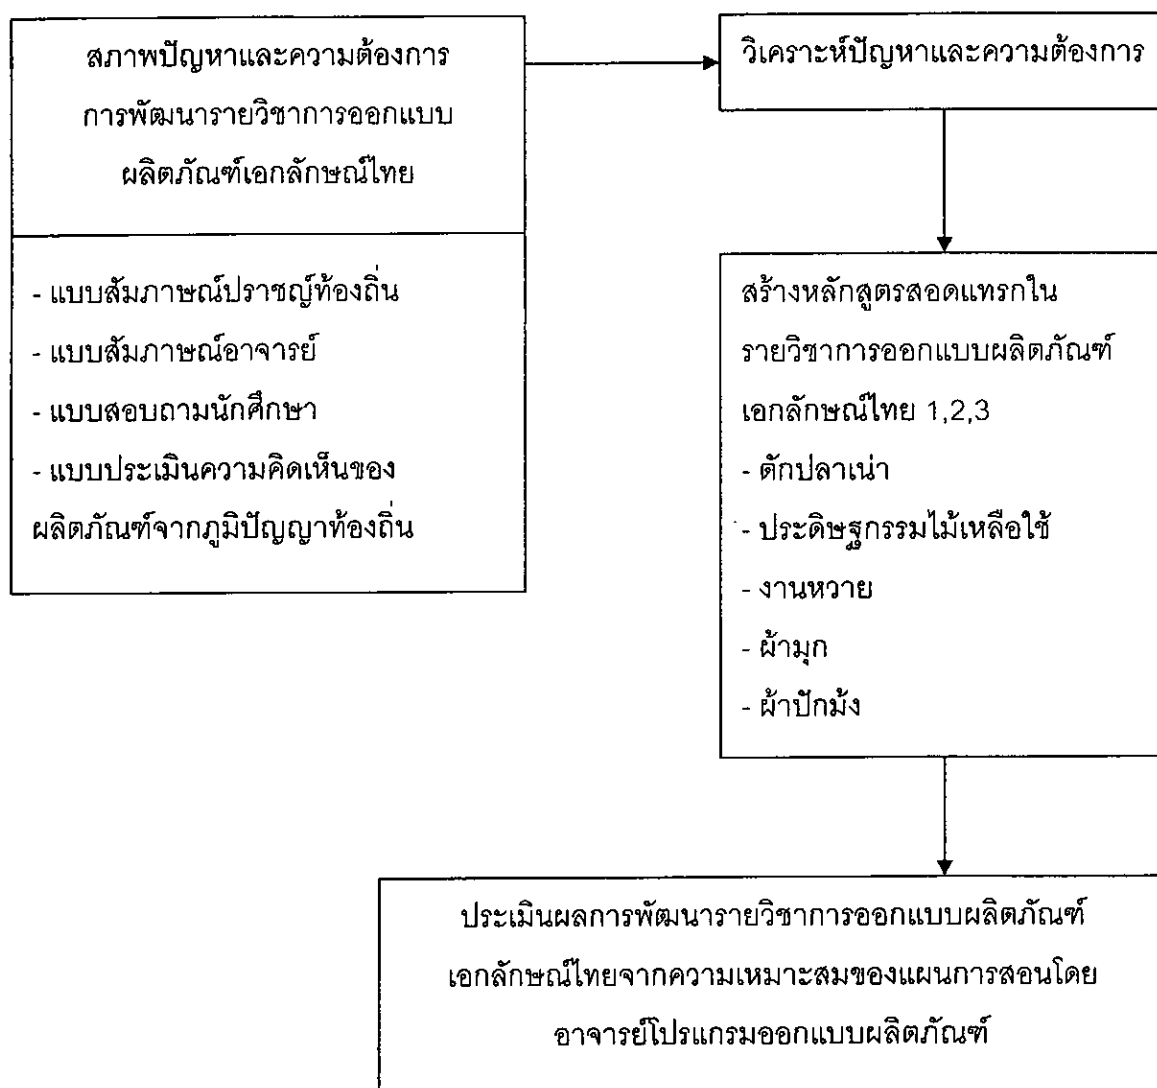 สภาพปัญหาและความต้องการ
การพัฒนารายวิชาการออกแบบ
ผลิตภัณฑ์เอกลักษณ์ไทย
- แบบสัมภาษณ์ปราชญ์ท้องถิ่น
- แบบสัมภาษณ์อาจารย์
- แบบสอบถามนักศึกษา
- แบบประเมินความคิดเห็นของ
ผลิตภัณฑ์จากภูมิปัญญาท้องถิ่น
วิเคราะห์ปัญหาและความต้องการ
สร้างหลักสูตรสอดแทรกใน
รายวิชาการออกแบบผลิตภัณฑ์
เอกลักษณ์ไทย 1,2,3
- ตักปลาเน่า
- ประดิษฐกรรมไม้เหลือใช้
- งานหวาย
- ผ้ามุก
- ผ้าปักม้ง
ประเมินผลการพัฒนารายวิชาการออกแบบผลิตภัณฑ์
เอกลักษณ์ไทยจากความเหมาะสมของแผนการสอนโดย
อาจารย์โปรแกรมออกแบบผลิตภัณฑ์